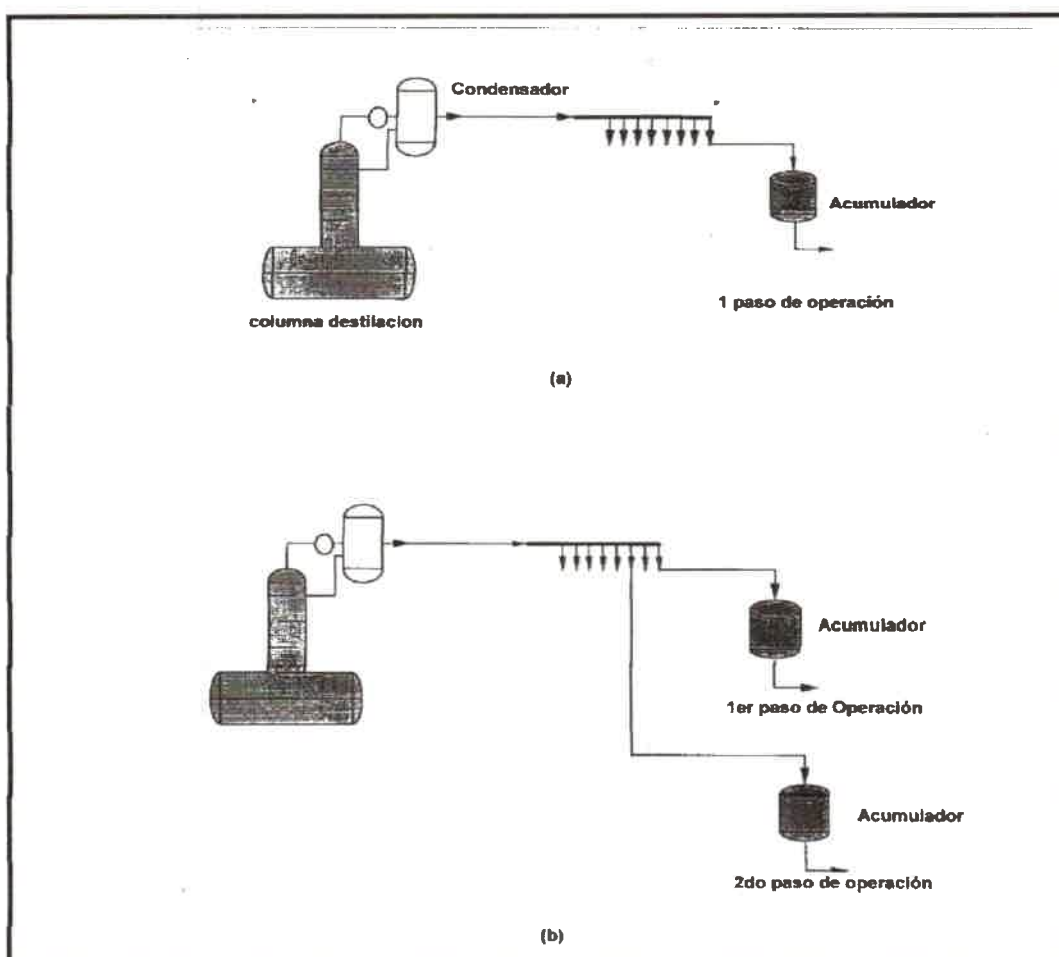 Condensador
Acumulador
1 paso de operación
columna destilacion
(a)
Acumulador
1er paso de Operación
Acumulador
2do paso de operación
(b)